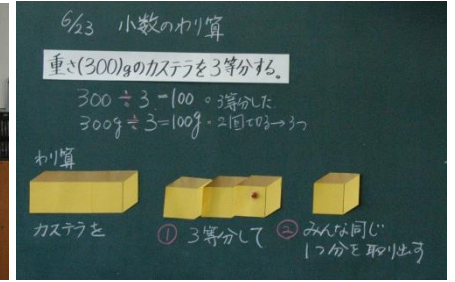 6/23 小数のわり算
重さ(300)gのカステラを3等分する。
300÷3=100 。3等分した
300g÷3=100g 。2回で切る→3つ
わり算
カステラを
① 3等分して
② みんな同じ
1つ分を取り出す